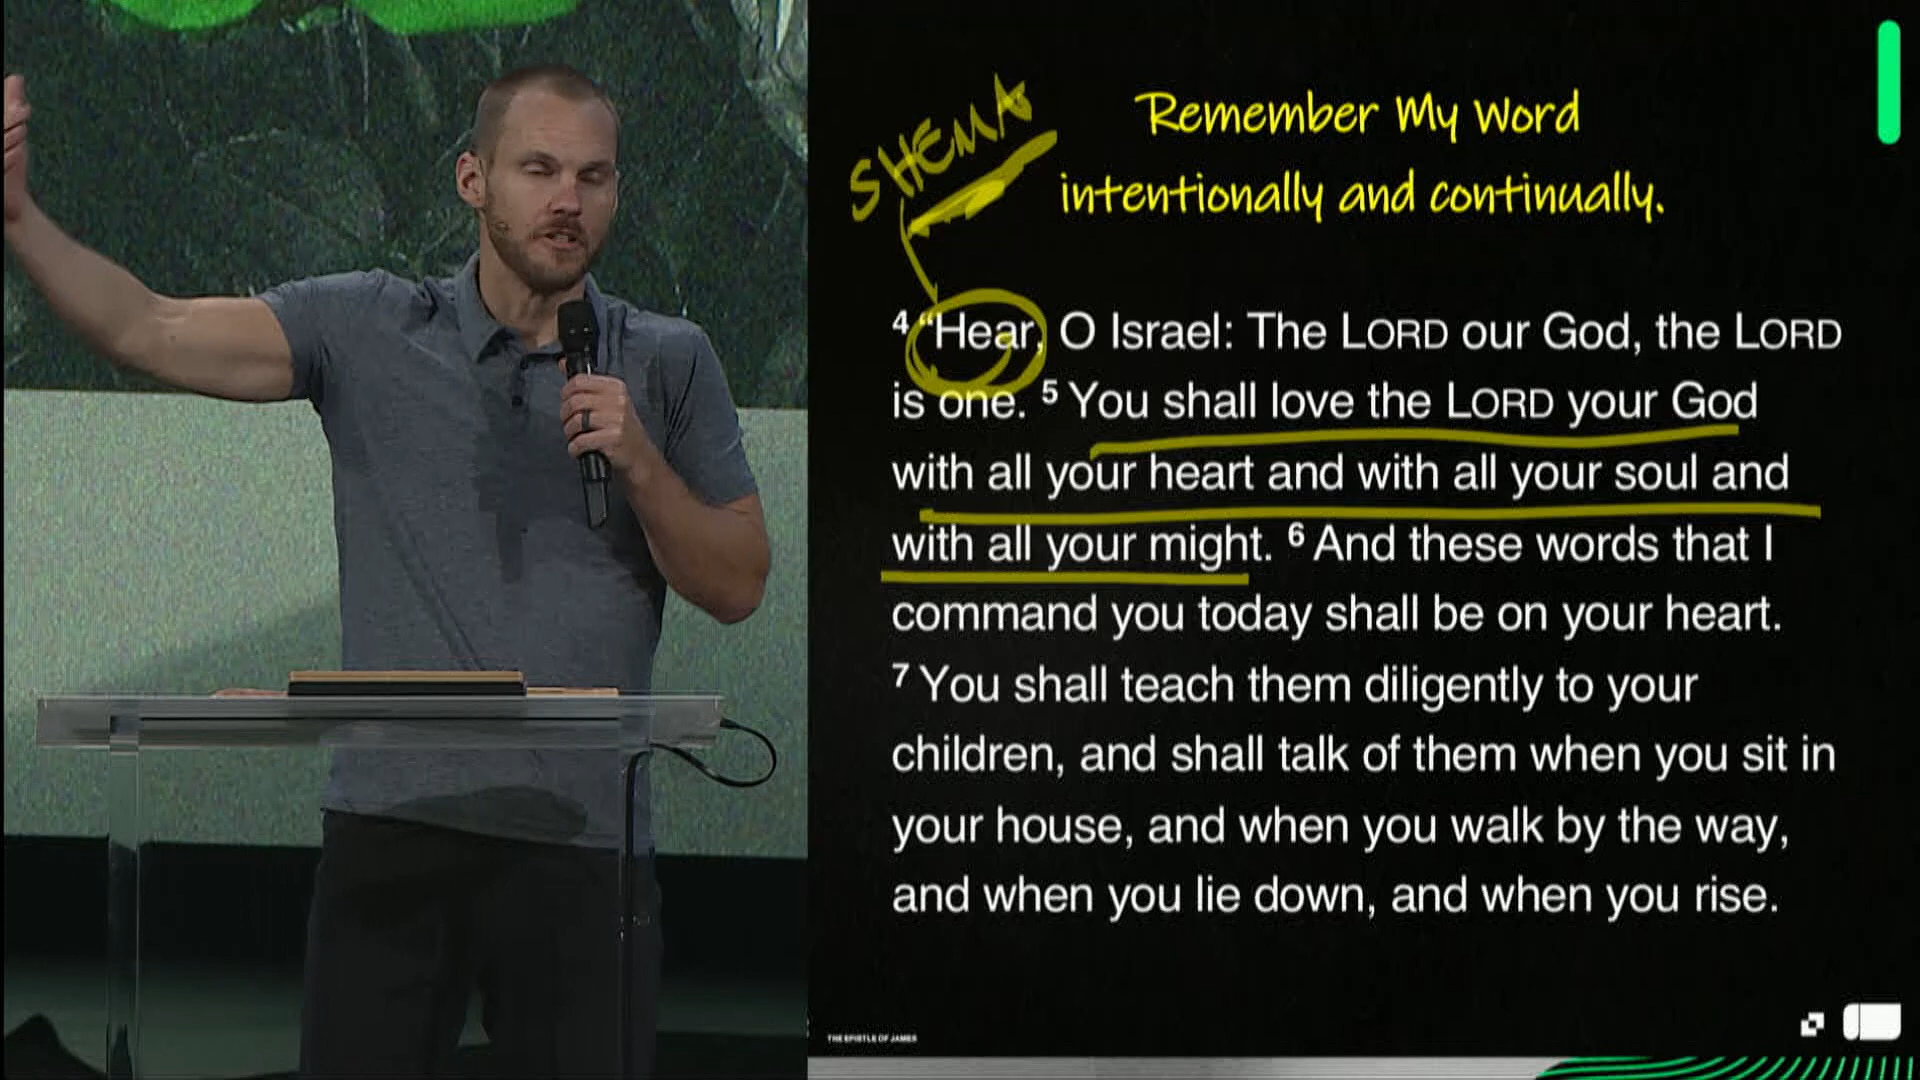 SHEMA
Remember My Word
intentionally and continually.
4 "Hear, O Israel: The LORD our God, the LORD
is one. 5 You shall love the LORD your God
with all your heart and with all your soul and
with all your might. 6 And these words that I
command you today shall be on your heart.
7 You shall teach them diligently to your
children, and shall talk of them when you sit in
your house, and when you walk by the way,
and when you lie down, and when you rise.
THE EPISTLE OF JAMES